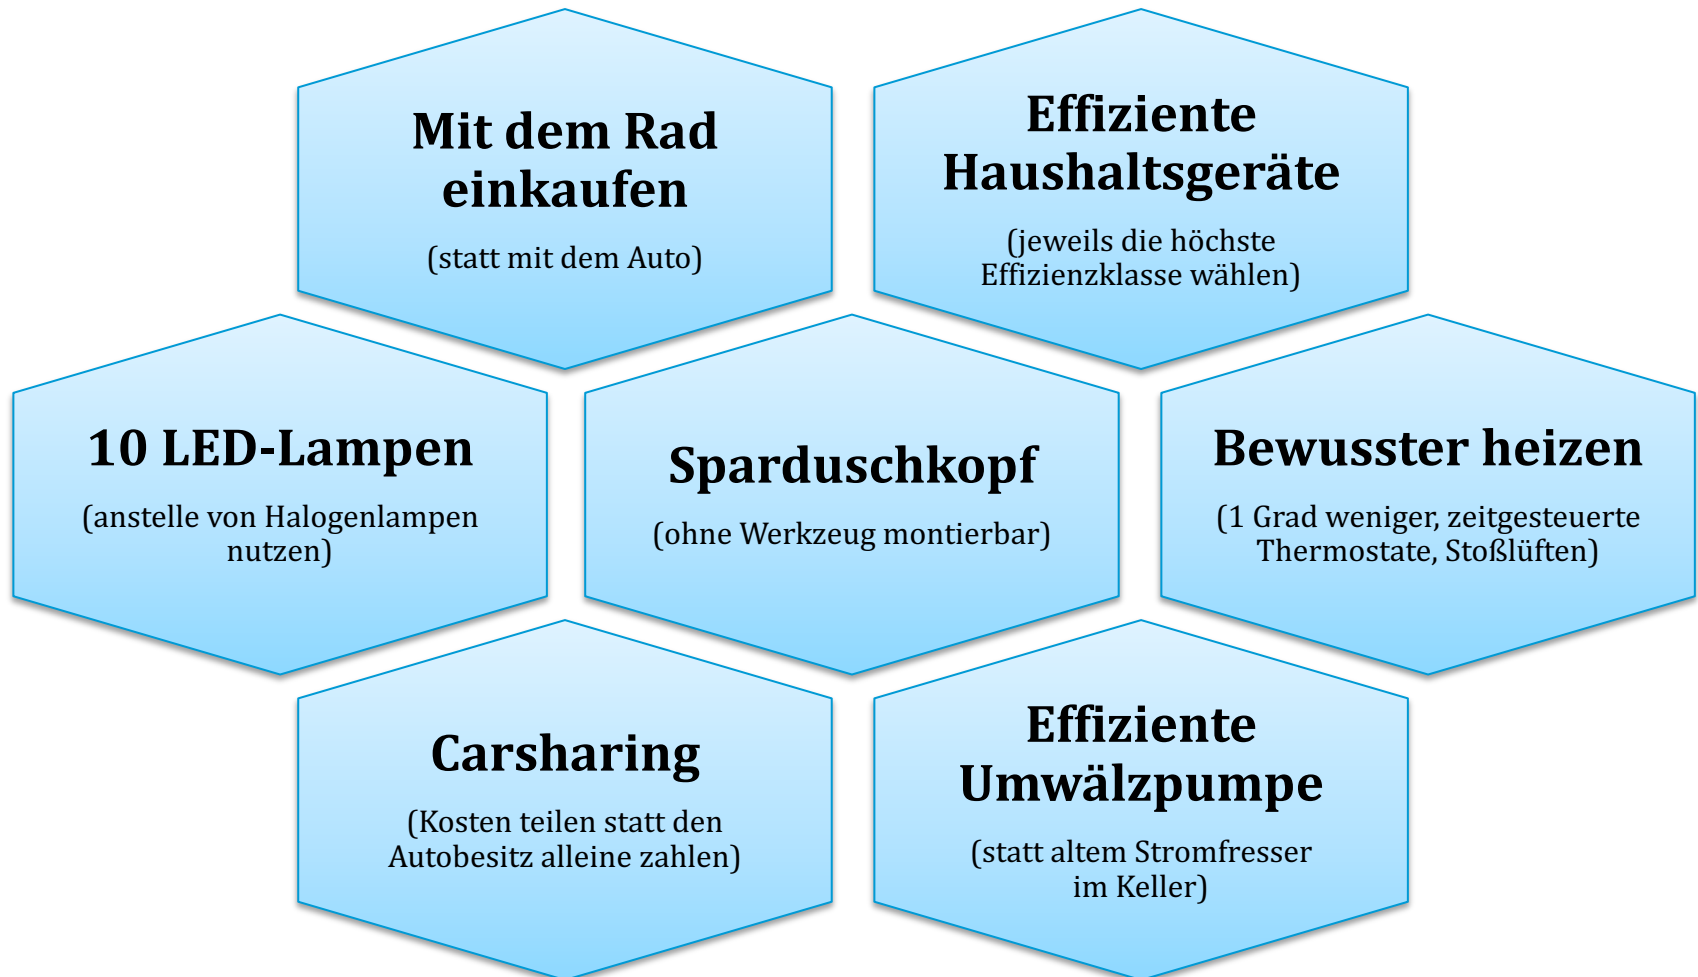 Mit dem Rad
einkaufen
(statt mit dem Auto)
Effiziente
Haushaltsgeräte
(jeweils die höchste
Effizienzklasse wählen)
10 LED-Lampen
(anstelle von Halogenlampen
nutzen)
Sparduschkopf
(ohne Werkzeug montierbar)
Bewusster heizen
(1 Grad weniger, zeitgesteuerte
Thermostate, Stoßlüften)
Carsharing
(Kosten teilen statt den
Autobesitz alleine zahlen)
Effiziente
Umwälzpumpe
(statt altem Stromfresser
im Keller)